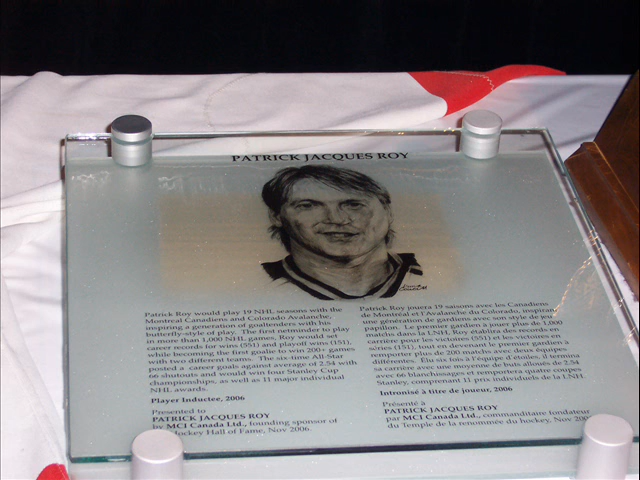 PATRICK JACQUES ROY
Patrick Roy would play 19 NHL seasons with the
Montreal Canadiens and Colorado Avalanche,
inspiring a generation of goaltenders with his
butterfly-style of play. The first netminder to play
in more than 1,000 NHL games, Roy would set
career records for wins (551) and playoff wins (151),
while becoming the first goalie to win 200+ games
with two different teams. The six-time All-Star
posted a career goals against average of 2.54 with
66 shutouts and would win four Stanley Cup
championships, as well as 11 major individual
NHL awards.
Player Inductee, 2006
Presented to
PATRICK JACQUES ROY
by MCI Canada Ltd., founding sponsor of
Hockey Hall of Fame, Nov 2006.
Patrick Roy jouera 19 saisons avec les Canadiens
de Montréal et l'Avalanche du Colorado, inspirant
une génération de gardiens avec son style de jeu
papillon. Le premier gardien à jouer plus de 1,000
matchs dans la LNH, Roy établira des records en
carrière pour les victoires (551) et les victoires en
séries (151), tout en devenant le premier gardien à
remporter plus de 200 matchs avec deux équipes
différentes. Élu six fois à l'équipe d'étoiles, il termina
sa carrière avec une moyenne de buts alloués de 2.54
avec 66 blanchissages et remportera quatre coupes
Stanley, comprenant 11 prix individuels de la LNH.
Intronisé à titre de joueur, 2006
Présenté à
PATRICK JACQUES ROY
par MCI Canada Ltd., commanditaire fondateur
du Temple de la renommée du hockey, Nov